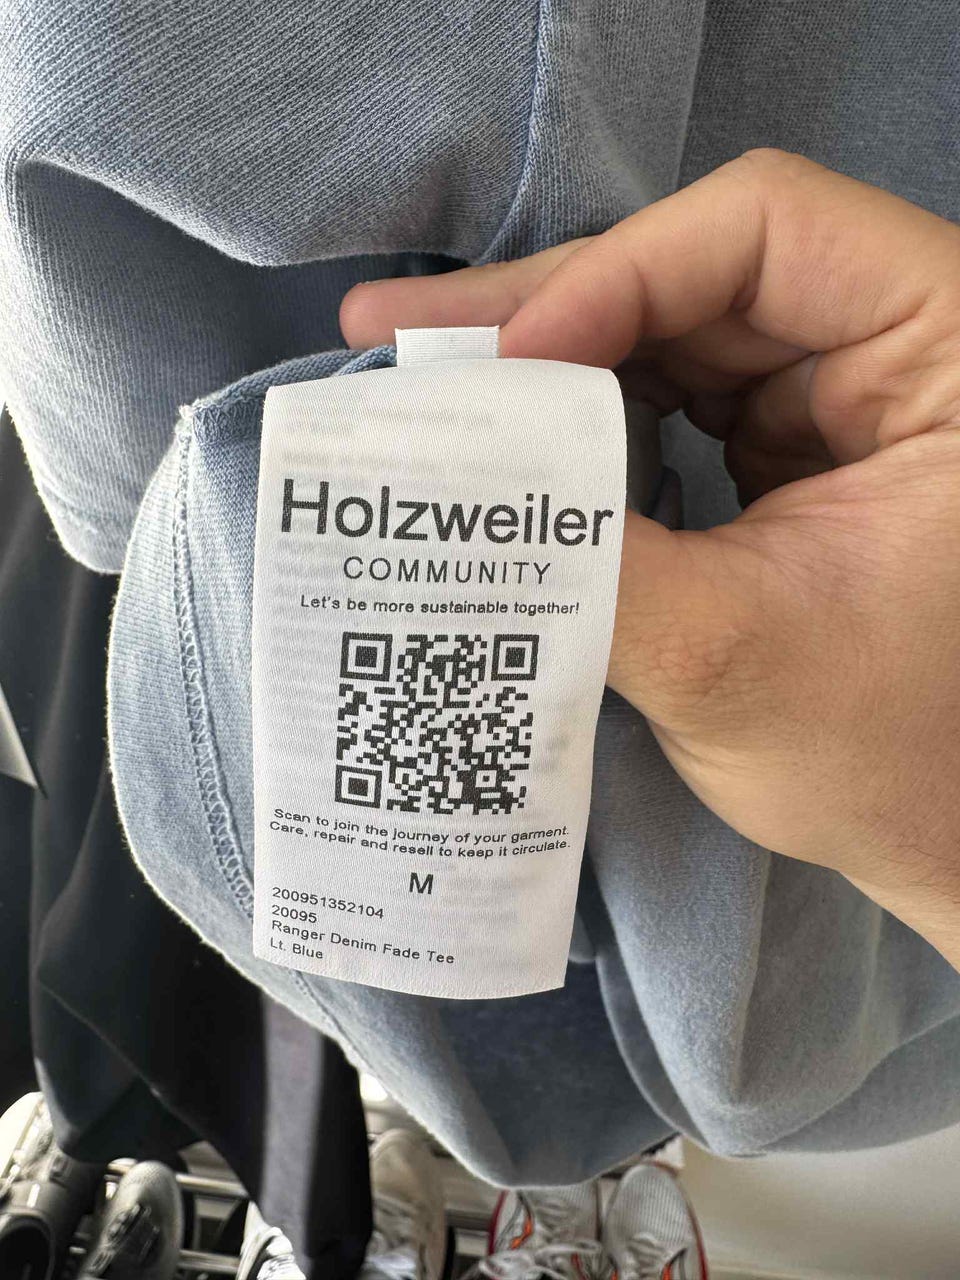 Holzweiler
COMMUNITY
Let's be more sustainable together!
Scan to join the journey of your garment.
Care, repair and resell to keep it circulate.
M
200951352104
20095
Ranger Denim Fade Tee
Lt. Blue